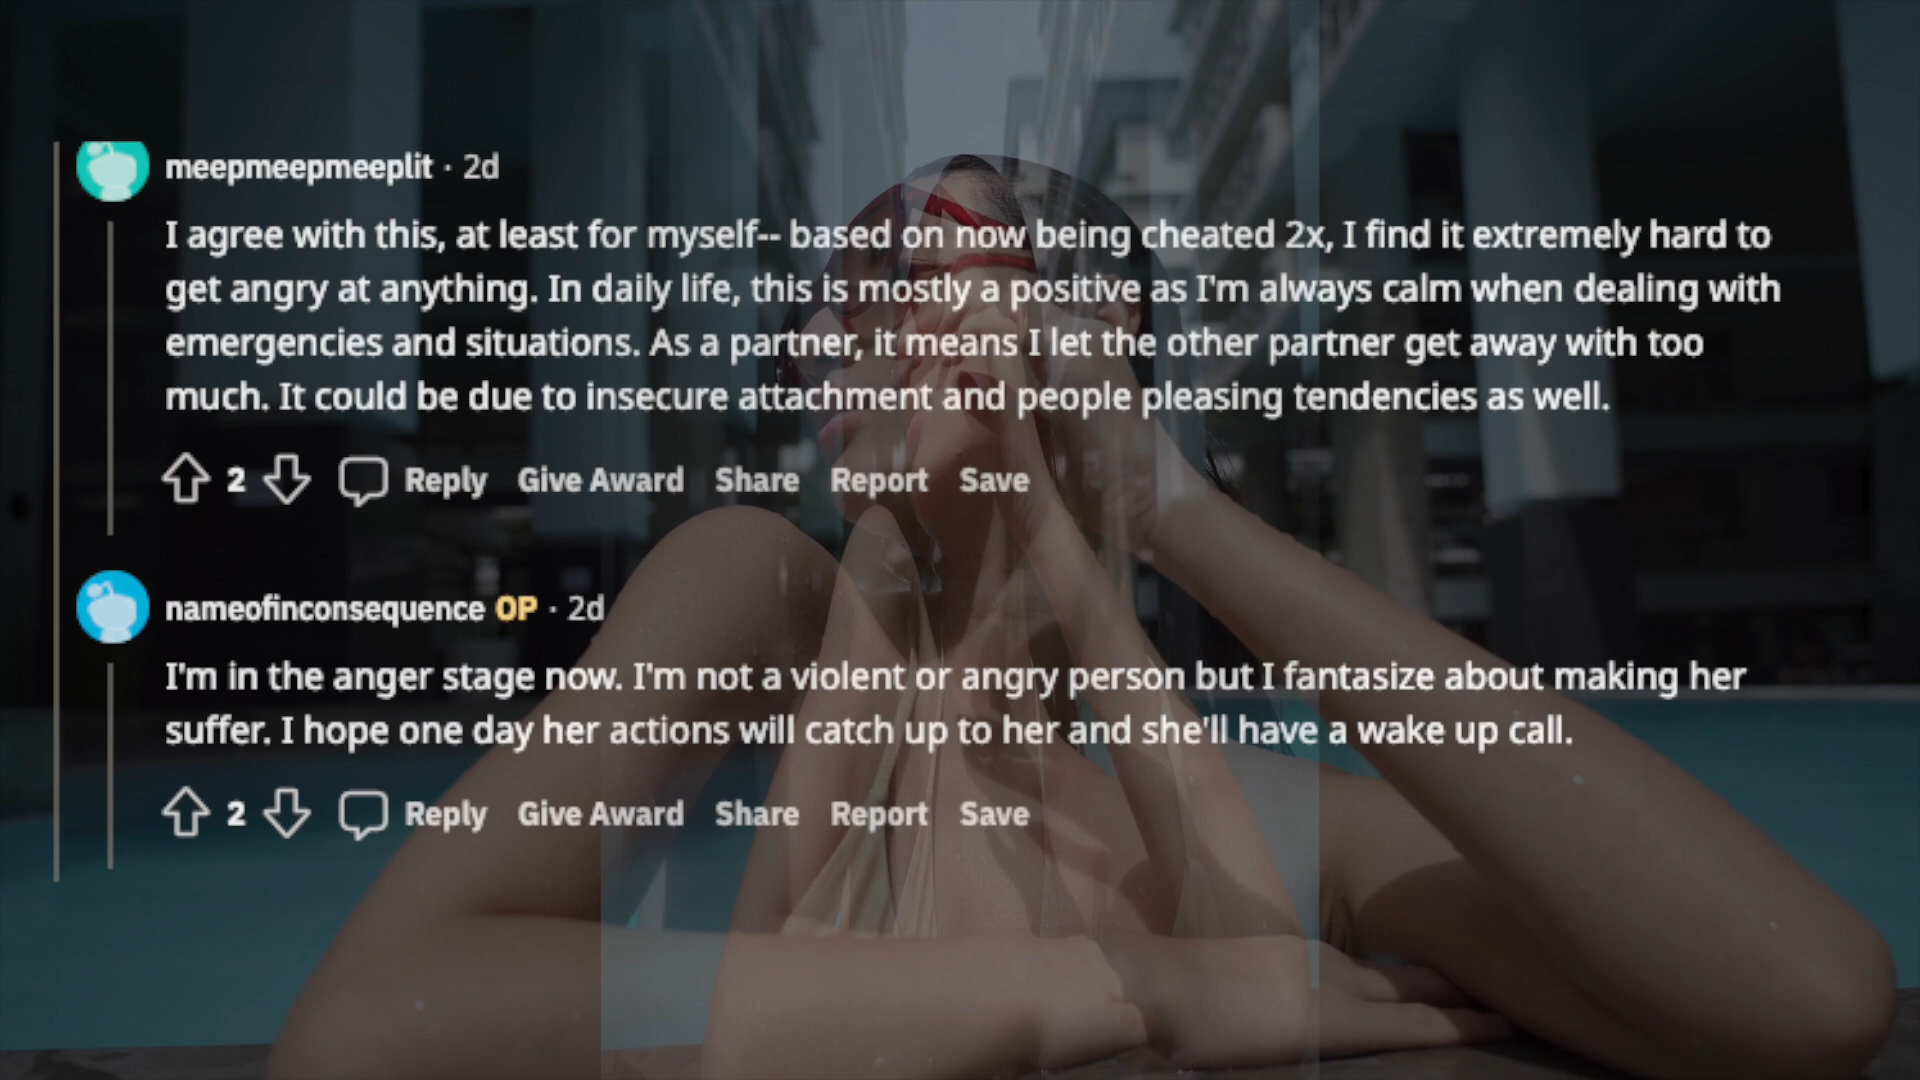 meepmeepmeeplit · 2d
I agree with this, at least for myself-- based on now being cheated 2x, I find it extremely hard to
get angry at anything. In daily life, this is mostly a positive as I'm always calm when dealing with
emergencies and situations. As a partner, it means I let the other partner get away with too
much. It could be due to insecure attachment and people pleasing tendencies as well.
2 Reply Give Award Share Report Save
nameofinconsequence OP · 2d
I'm in the anger stage now. I'm not a violent or angry person but I fantasize about making her
suffer. I hope one day her actions will catch up to her and she'll have a wake up call.
2 Reply Give Award Share Report Save